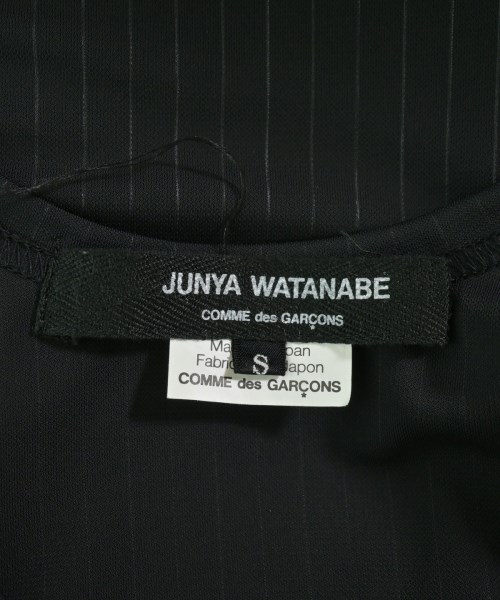 JUNYA WATANABE
COMME des GARÇONS
S
COMME des GARÇONS